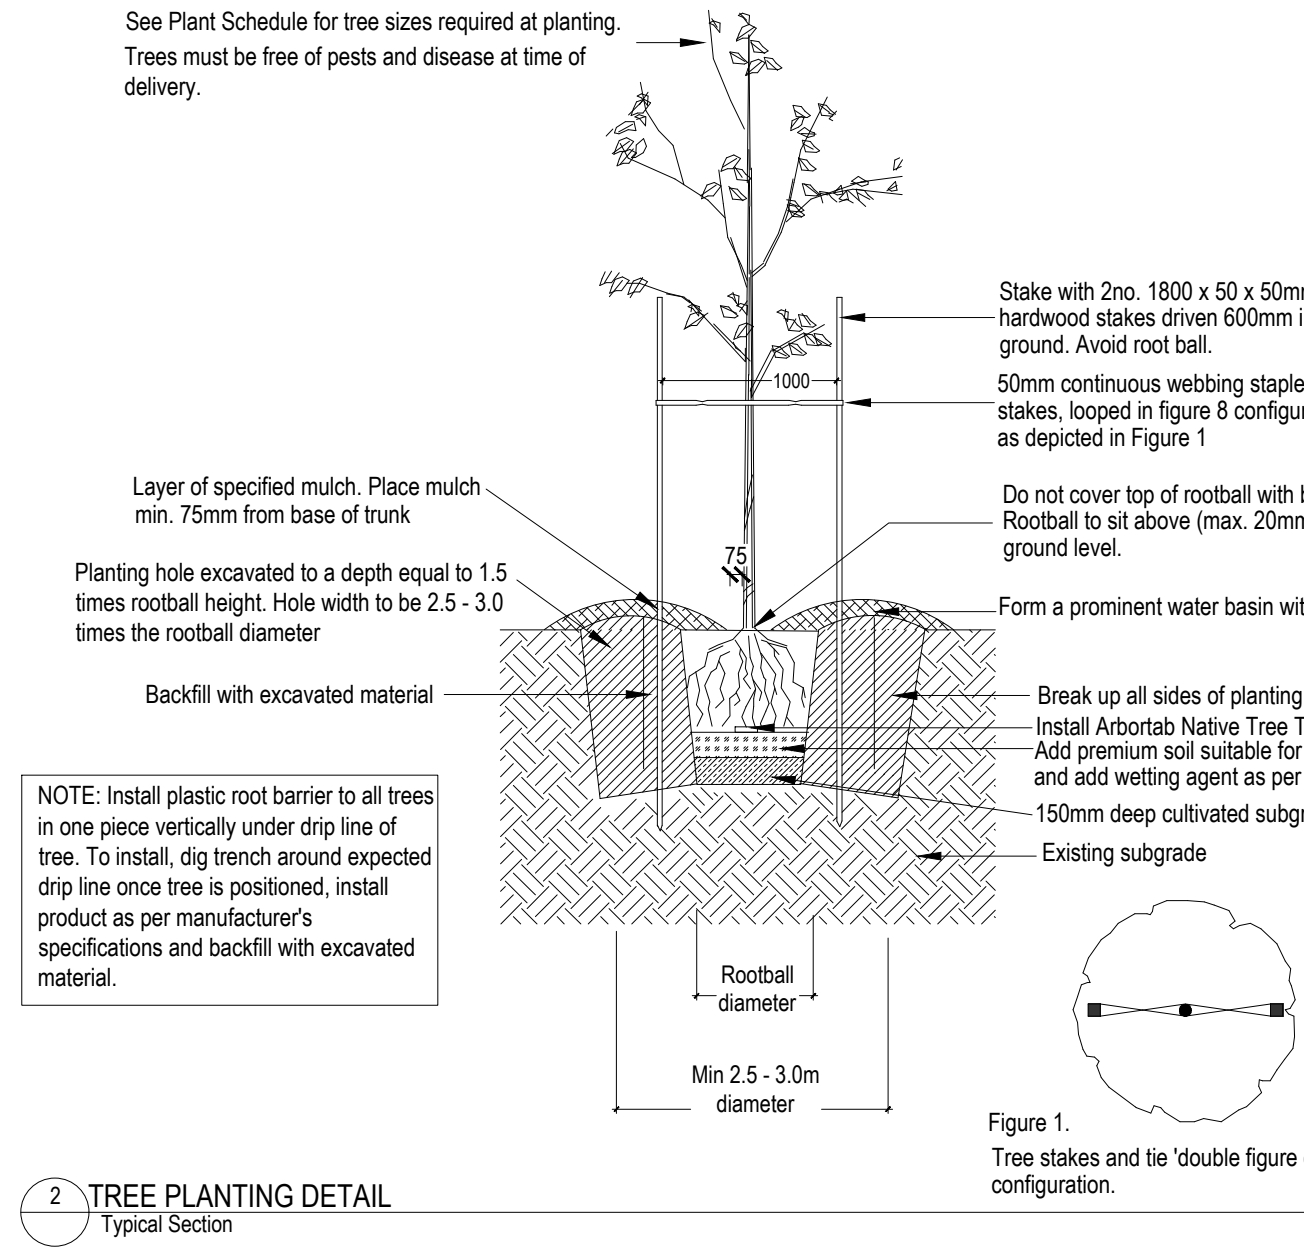 See Plant Schedule for tree sizes required at planting.
Trees must be free of pests and disease at time of
delivery.
Stake with 2no. 1800 x 50 x 50m
hardwood stakes driven 600mm
ground. Avoid root ball.
1000
50mm continuous webbing staple
stakes, looped in figure 8 configu
as depicted in Figure 1
Layer of specified mulch. Place mulch
min. 75mm from base of trunk
Do not cover top of rootball with
Rootball to sit above (max. 20mm
ground level.
75
Planting hole excavated to a depth equal to 1.5
times rootball height. Hole width to be 2.5 - 3.0
times the rootball diameter
Form a prominent water basin wit
Backfill with excavated material
Break up all sides of planting
Install Arbortab Native Tree T
Add premium soil suitable for
and add wetting agent as per
150mm deep cultivated subgr
Existing subgrade
NOTE: Install plastic root barrier to all trees
in one piece vertically under drip line of
tree. To install, dig trench around expected
drip line once tree is positioned, install
product as per manufacturer's
specifications and backfill with excavated
material.
Rootball
diameter
Min 2.5 - 3.0m
diameter
Figure 1.
Tree stakes and tie 'double figure
configuration.
2
TREE PLANTING DETAIL
Typical Section